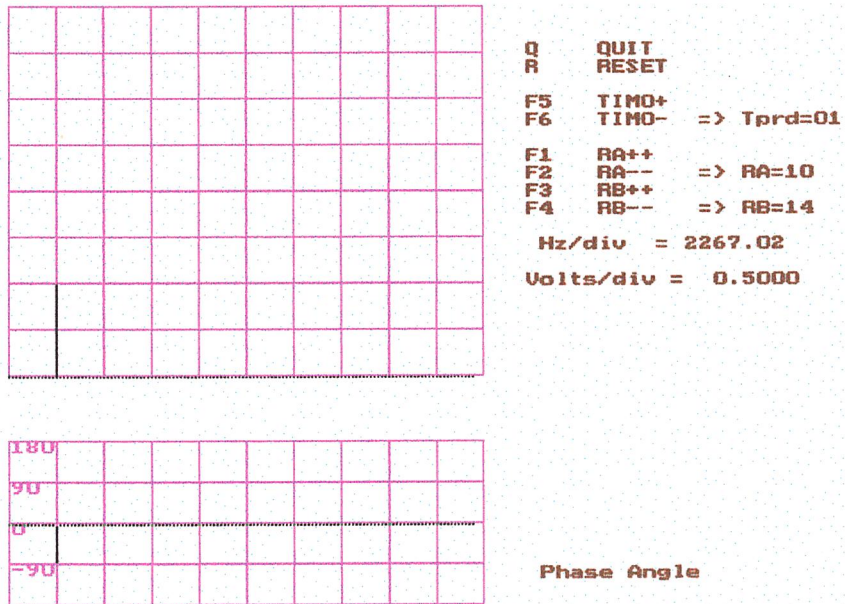 Q QUIT
R RESET
F5 TIMO+
F6 TIMO- => Tprd=01
F1 RA++
F2 RA-- => RA=10
F3 RB++
F4 RB-- => RB=14
Hz/div = 2267.02
Volts/div = 0.5000
180
90
0
-90
Phase Angle